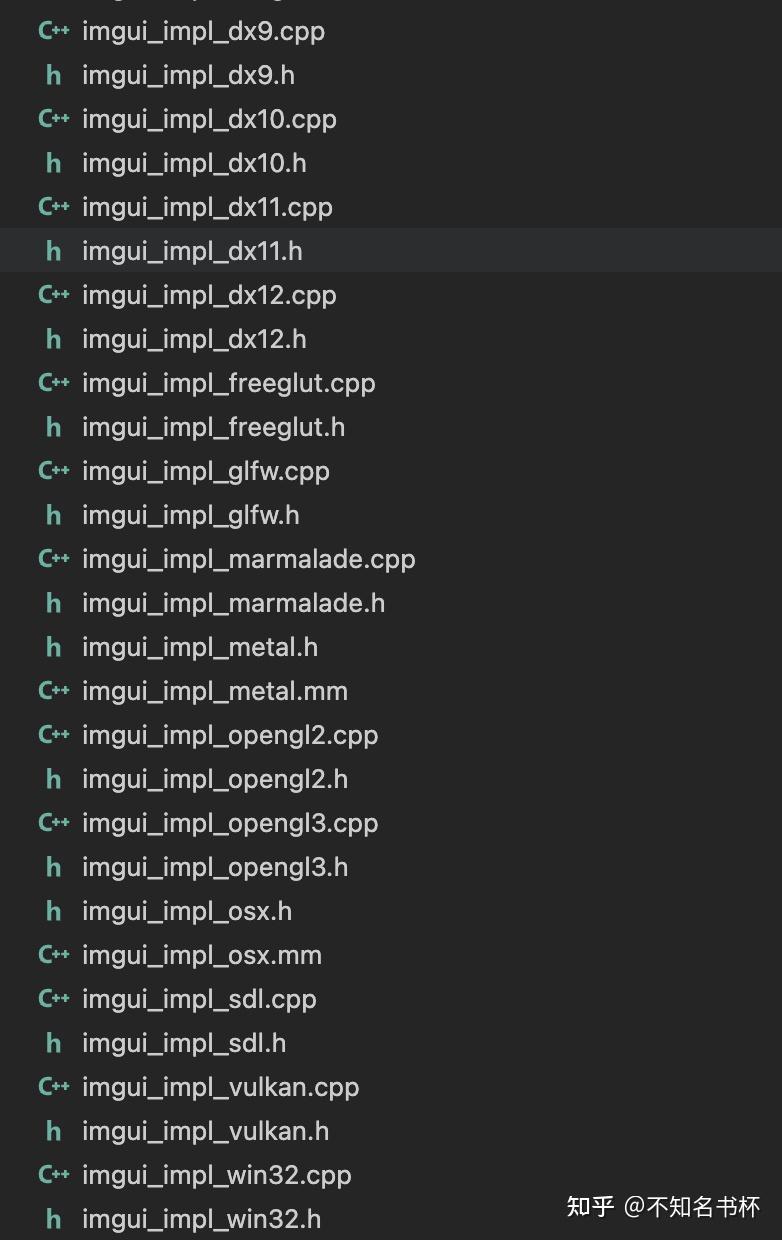 C++ imgui_impl_dx9.cpp
h imgui_impl_dx9.h
C++ imgui_impl_dx10.cpp
h imgui_impl_dx10.h
C++ imgui_impl_dx11.cpp
h imgui_impl_dx11.h
C++ imgui_impl_dx12.cpp
h imgui_impl_dx12.h
C++ imgui_impl_freeglut.cpp
h imgui_impl_freeglut.h
C++ imgui_impl_glfw.cpp
h imgui_impl_glfw.h
C++ imgui_impl_marmalade.cpp
h imgui_impl_marmalade.h
h imgui_impl_metal.h
C++ imgui_impl_metal.mm
C++ imgui_impl_opengl2.cpp
h imgui_impl_opengl2.h
C++ imgui_impl_opengl3.cpp
h imgui_impl_opengl3.h
h imgui_impl_osx.h
C++ imgui_impl_osx.mm
C++ imgui_impl_sdl.cpp
h imgui_impl_sdl.h
C++ imgui_impl_vulkan.cpp
h imgui_impl_vulkan.h
C++ imgui_impl_win32.cpp
h imgui_impl_win32.h
知乎 @不知名书杯